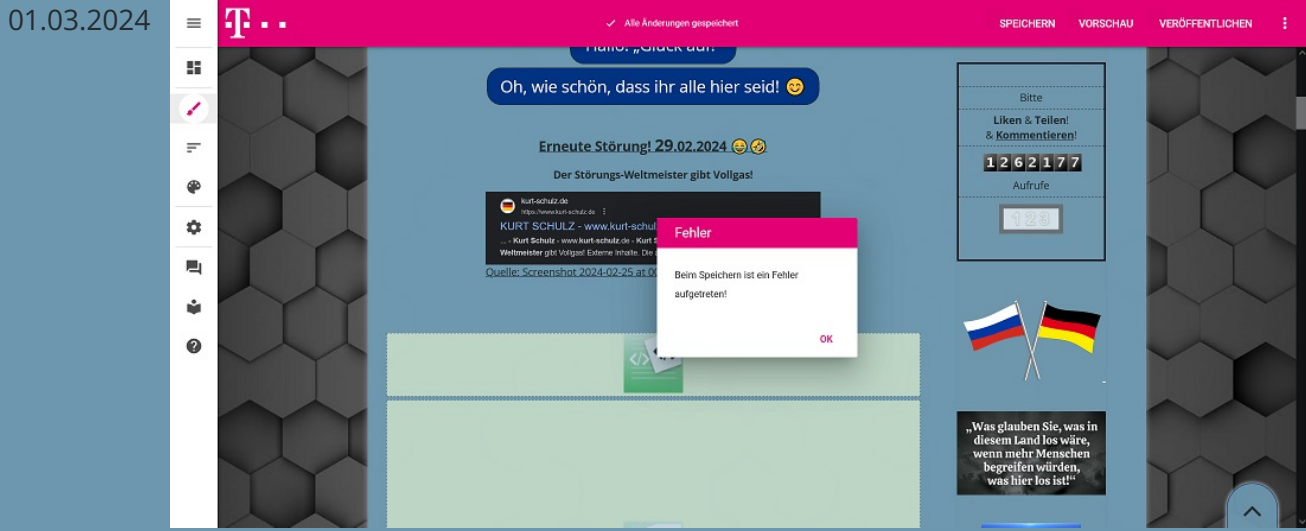 01.03.2024
T
Alle Änderungen gespeichert
SPEICHERN
VORSCHAU
VERÖFFENTLICHEN
Hallo! „Glück auf!“
Oh, wie schön, dass ihr alle hier seid! 😊
Erneute Störung! 29.02.2024 😂🤣
Der Störungs-Weltmeister gibt Vollgas!
kurt-schulz.de
https://www.kurt-schulz.de
KURT SCHULZ - www.kurt-schul
... - Kurt Schulz - www.kurt-schulz.de - Kurt S
Weltmeister gibt Vollgas! Externe Inhalte. Die
Quelle: Screenshot 2024-02-25 at 00
Fehler
Beim Speichern ist ein Fehler
aufgetreten!
OK
</>
Bitte
Liken & Teilen!
& Kommentieren!
1262177
Aufrufe
123
„Was glauben Sie, was in
diesem Land los wäre,
wenn mehr Menschen
begreifen würden,
was hier los ist!“